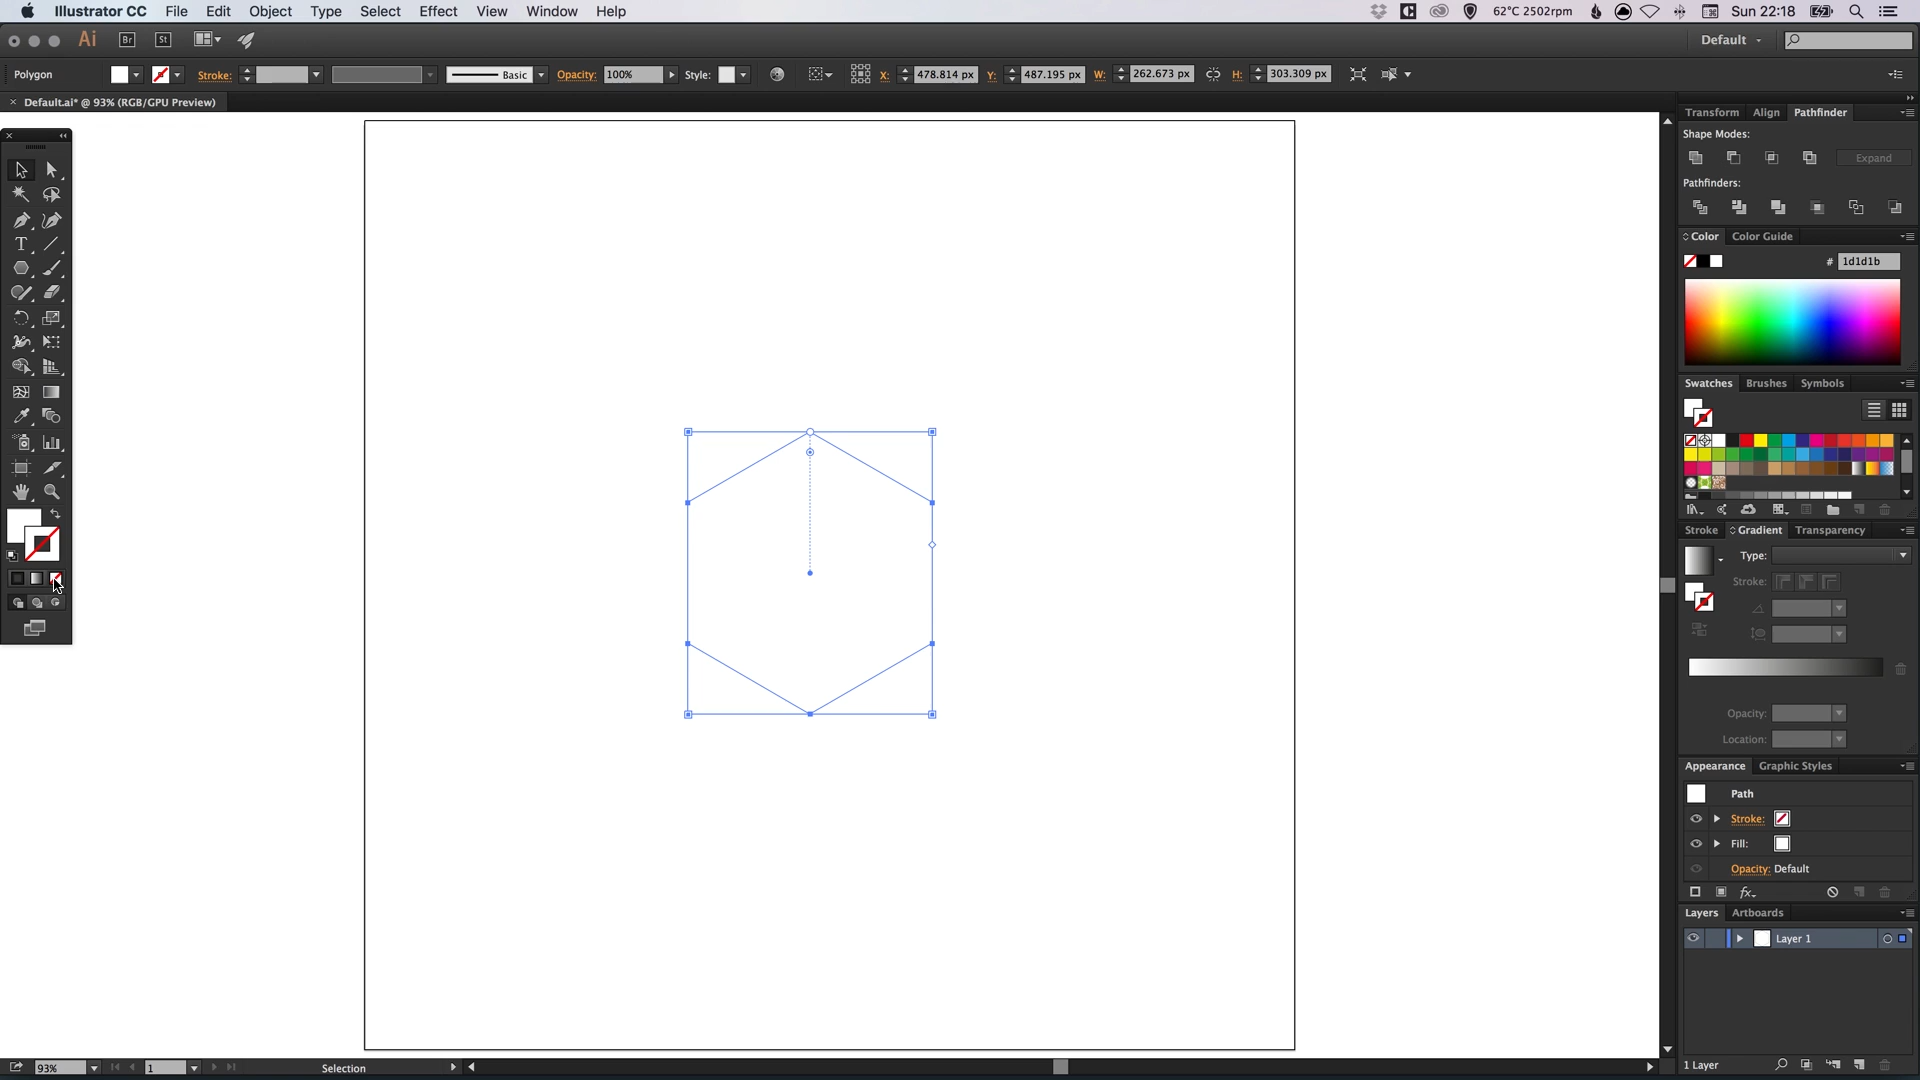 Illustrator CC File Edit Object Type Select Effect View Window Help 62°C 2502rpm Sun 22:18
Ai Br St Default
Polygon Stroke: Basic Opacity: 100% Style: X: 478.814 px Y: 487.195 px W: 262.673 px H: 303.309 px
× Default.ai* @ 93% (RGB/GPU Preview)
Transform Align Pathfinder
Shape Modes:
Expand
Pathfinders:
Color Color Guide
# 1d1d1b
Swatches Brushes Symbols
Stroke Gradient Transparency
Type:
Stroke:
Opacity:
Location:
Appearance Graphic Styles
Path
Stroke:
Fill:
Opacity: Default
fx
Layers Artboards
Layer 1
1 Layer
93% 1 Selection